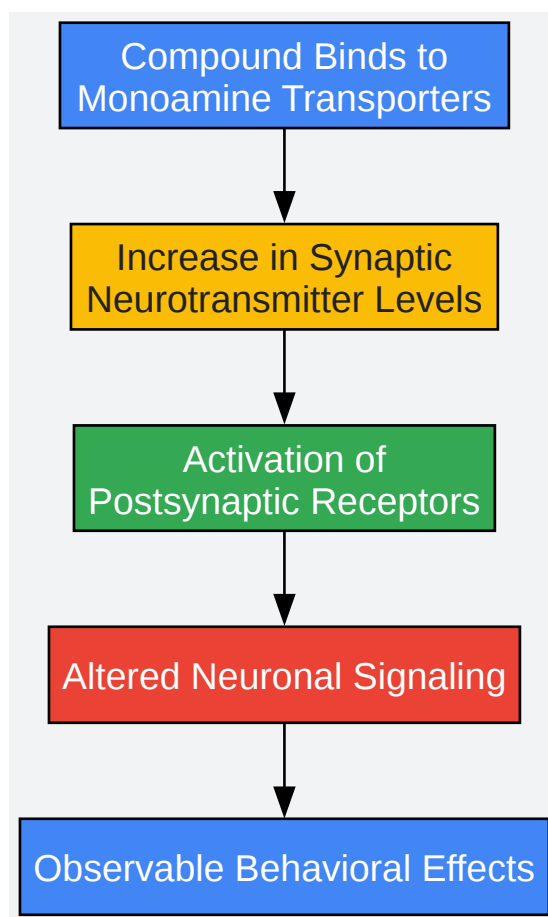 Compound Binds to
Monoamine Transporters
Increase in Synaptic
Neurotransmitter Levels
Activation of
Postsynaptic Receptors
Altered Neuronal Signaling
Observable Behavioral Effects